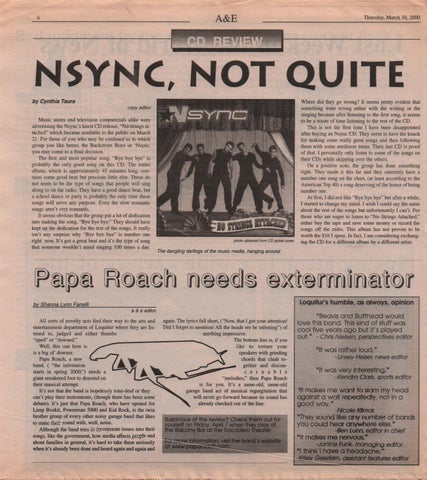 6
A&E
Thursday, March 30, 2000
CD REVIEW
NSYNC, NOT QUITE
by Cynthia Taura
copy editor
Music stores and television commercials alike were
advertising the Nsync's latest CD release, "No strings at-
tached" which became available to the public on March
21. For those of you who may be confused as to which
group you like better, the Backstreet Boys or Nsync,
you may come to a final decision.
The first and most popular song, "Bye bye bye" is
probably the only good song on this CD. The entire
album, which is approximately 45 minutes long, con-
tains some good beat but precious little else. These do
not seem to be the type of songs that people will sing
along to on the radio. They have a good dance beat, but
a school dance or party is probably the only time these
songs will serve any purpose. Even the slow romantic
songs aren't very romantic.
It seems obvious that the group put a lot of dedication
into making the song, "Bye bye bye." They should have
kept up the dedication for the rest of the songs. It really
isn't any surprise why "Bye bye bye" is number one
right now. It's got a great beat and it's the type of song
that someone wouldn't mind singing 100 times a day.
NSYNC
NO STRINGS ATTACHED
photo obtained from CD jacket cover
The dangling darlings of the music media, hanging around.
Where did they go wrong? It seems pretty evident that
something went wrong either with the writing or the
singing because after listening to the first song, it seems
to be a waste of time listening to the rest of the CD.
This is not the first time I have been disappointed
after buying an Nsync CD. They seem to have the knack
for making some really great songs and then following
them with some mediocre tunes. Their last CD is proof
of that. I personally only listen to some of the songs on
their CDs while skipping over the others.
On a positive note, the group has done something
right. They made it this far and they currently have a
number one song on the chart, (at least according to the
American Top 40) a song deserving of the honor of being
number one.
At first, I did not like "Bye bye bye" but after a while,
I started to change my mind. I wish I could say the same
about the rest of the songs but unfortunately I can't. For
those who are eager to listen to "No Strings Attached,"
either buy the tape and save some money or record the
songs off the radio. This album has not proven to be
worth the $18 I spent. In fact, I am considering exchang-
ing the CD for a different album by a different artist.
Papa Roach needs exterminator
by Shanna Lynn Fanelli
a & e editor
All sorts of novelty acts find their way to the arts and
entertainment department of Loquitur where they are lis-
tened to, judged and either thumbs
"uped" or "downed."
Well, this one here is
is a big ol' downer.
Papa Roach, a new
band, ( "the infestation
starts in spring 2000,") needs a
giant sneakered foot to descend on
their musical attempt.
It's not that the band is hopelessly tone-deaf or they
can't play their instruments, (though there has been some
debate). It's just that Papa Roach, who have opened for
Limp Bozkit, Powerman 5000 and Kid Rock, is the twin
brother group of every other noisy garage band that likes
to state their sound with, well, noise.
Although the band tries to incorporate issues into their
songs, like the government, how media affects people and
about families in general, it's hard to take them seriously
when it's already been done and heard again and again and
again. The lyrics fall short, ("Now, that I got your attention/
Did I forget to mention/ All the heads we be infesting") of
anything impressive.
The bottom line is, if you
like to torture your
speakers with grinding
riffs that clash to-
gether and discon-
"melodies," then Papa Roach
is for you. It's a same-old, same-old
garage band set of musical regurgitation that
will never go forward because its sound has
already checked out of the line.
Suspicious of the review? Check them out for
yourself on Friday, April 7 when they play at
the Balcony Bar at the Trocadero Theater.
For more information, visit the band's website
at www.paparoach.com.
Loquitur's humble, as always, opinion
"Beavis and Butthead would
love this band. This kind of stuff was
cool five years ago but it's played
out." - Chris Nielsen, perspectives editor
"It was rather loud."
"It was very interesting."
- Kendra Clark, sports editor
"It makes me want to slam my head
against a wall repeatedly, not in a
good way."
"They sound like any number of bands
you could hear anywhere else."
"It makes me nervous."
- Janice Funk, managing editor
"I think I have a headache."